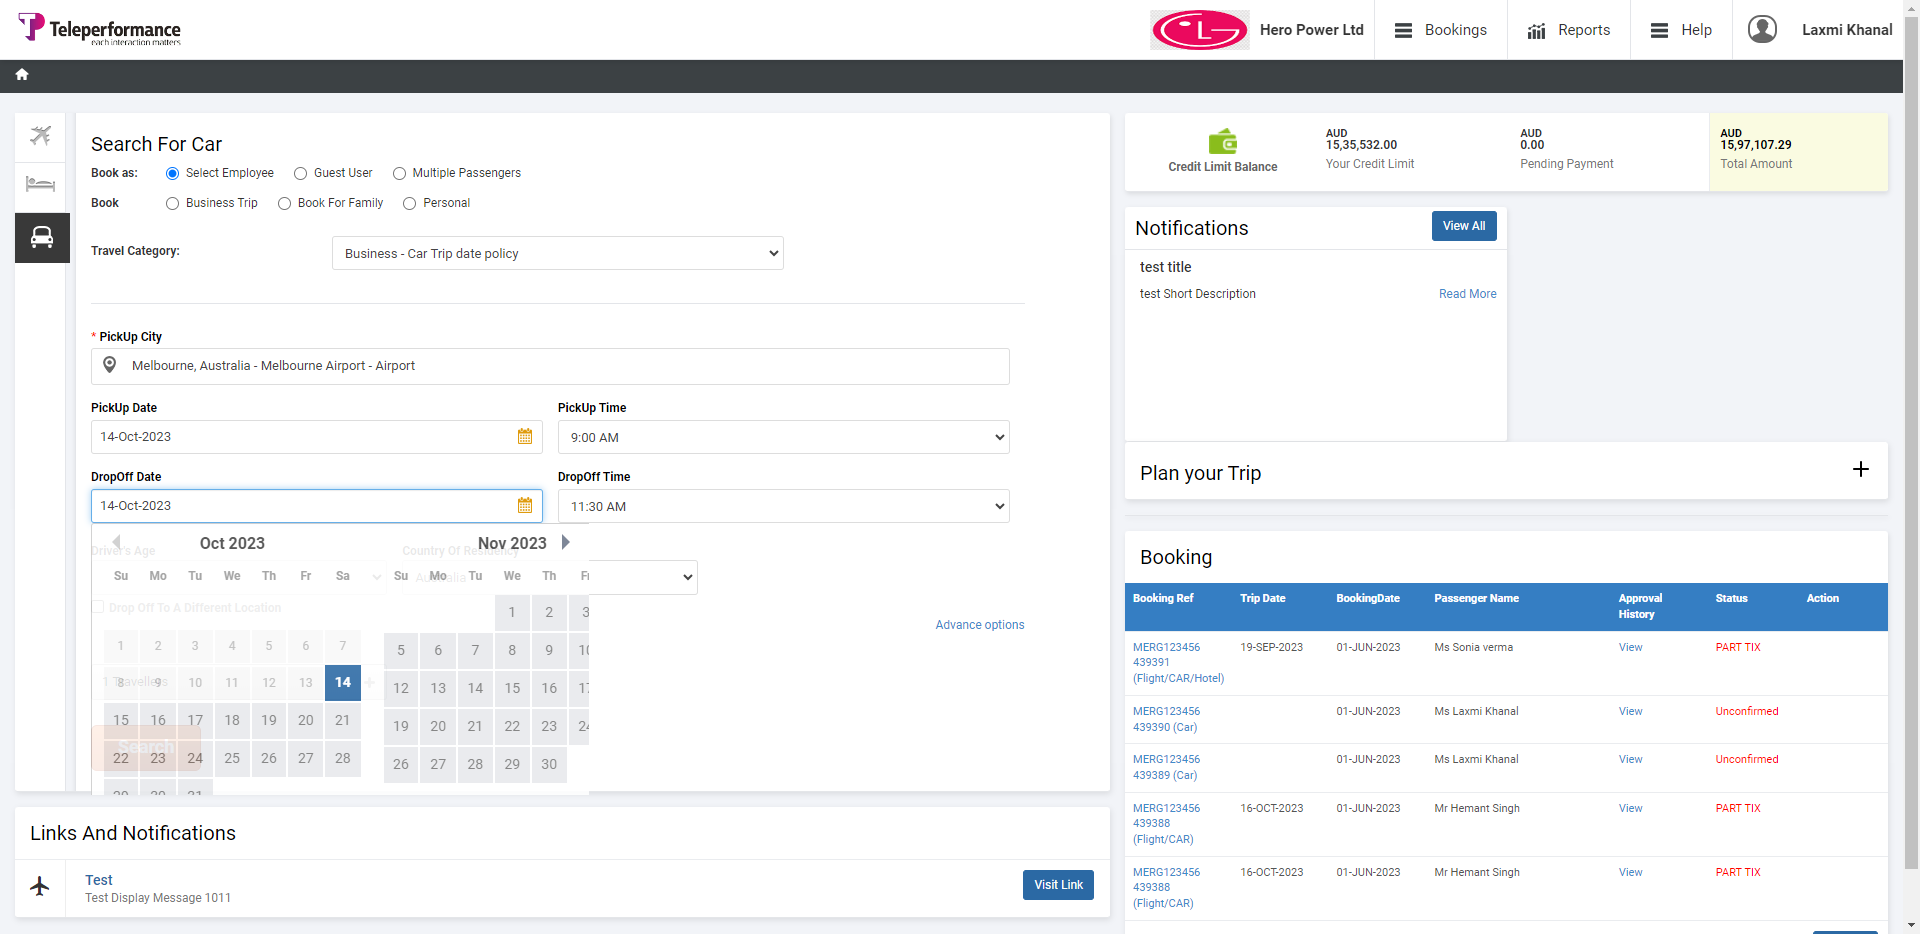 Teleperformance
each interaction matters
LG
Hero Power Ltd
Bookings
Reports
Help
Laxmi Khanal
Search For Car
Book as: Select Employee Guest User Multiple Passengers
Book Business Trip Book For Family Personal
Travel Category: Business - Car Trip date policy
* PickUp City
Melbourne, Australia - Melbourne Airport - Airport
PickUp Date PickUp Time
14-Oct-2023 9:00 AM
DropOff Date DropOff Time
14-Oct-2023 11:30 AM
Oct 2023 Nov 2023
Driver's Age Country Of Residency
Su Mo Tu We Th Fr Sa Su Mo Tu We Th Fr
Australia
1 2 3
Drop Off To A Different Location
Advance options
1 2 3 4 5 6 7 5 6 7 8 9 10
1 Travellers
8 9 10 11 12 13 14 12 13 14 15 16 17
15 16 17 18 19 20 21 19 20 21 22 23 24
Search
22 23 24 25 26 27 28 26 27 28 29 30
29 30 31
Links And Notifications
Test
Test Display Message 1011
Visit Link
Credit Limit Balance
AUD
15,35,532.00
Your Credit Limit
AUD
0.00
Pending Payment
AUD
15,97,107.29
Total Amount
Notifications
View All
test title
test Short Description Read More
Plan your Trip
Booking
Booking Ref Trip Date BookingDate Passenger Name Approval History Status Action
MERG123456 19-SEP-2023 01-JUN-2023 Ms Sonia verma View PART TIX
439391
(Flight/CAR/Hotel)
MERG123456 01-JUN-2023 Ms Laxmi Khanal View Unconfirmed
439390 (Car)
MERG123456 01-JUN-2023 Ms Laxmi Khanal View Unconfirmed
439389 (Car)
MERG123456 16-OCT-2023 01-JUN-2023 Mr Hemant Singh View PART TIX
439388
(Flight/CAR)
MERG123456 16-OCT-2023 01-JUN-2023 Mr Hemant Singh View PART TIX
439388
(Flight/CAR)